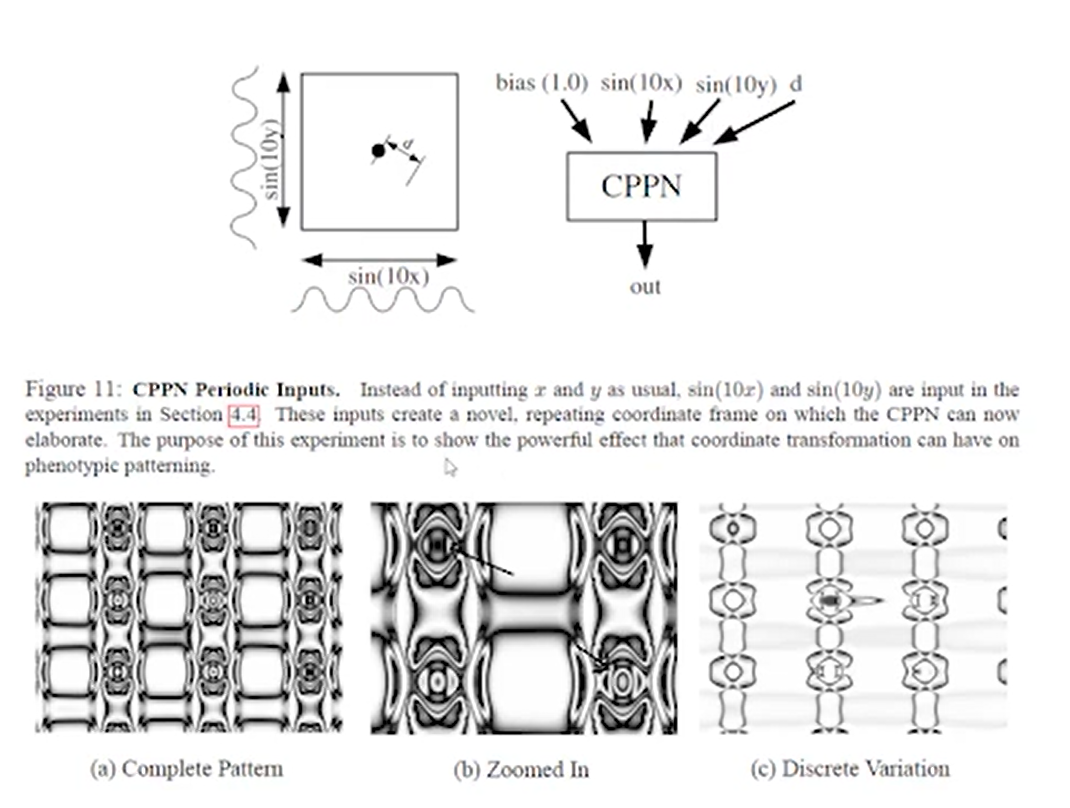 bias (1.0) sin(10x) sin(10y) d
sin(10y)
d
CPPN
sin(10x)
out
Figure 11: CPPN Periodic Inputs. Instead of inputting x and y as usual, sin(10x) and sin(10y) are input in the
experiments in Section 4.4. These inputs create a novel, repeating coordinate frame on which the CPPN can now
elaborate. The purpose of this experiment is to show the powerful effect that coordinate transformation can have on
phenotypic patterning.
(a) Complete Pattern
(b) Zoomed In
(c) Discrete Variation